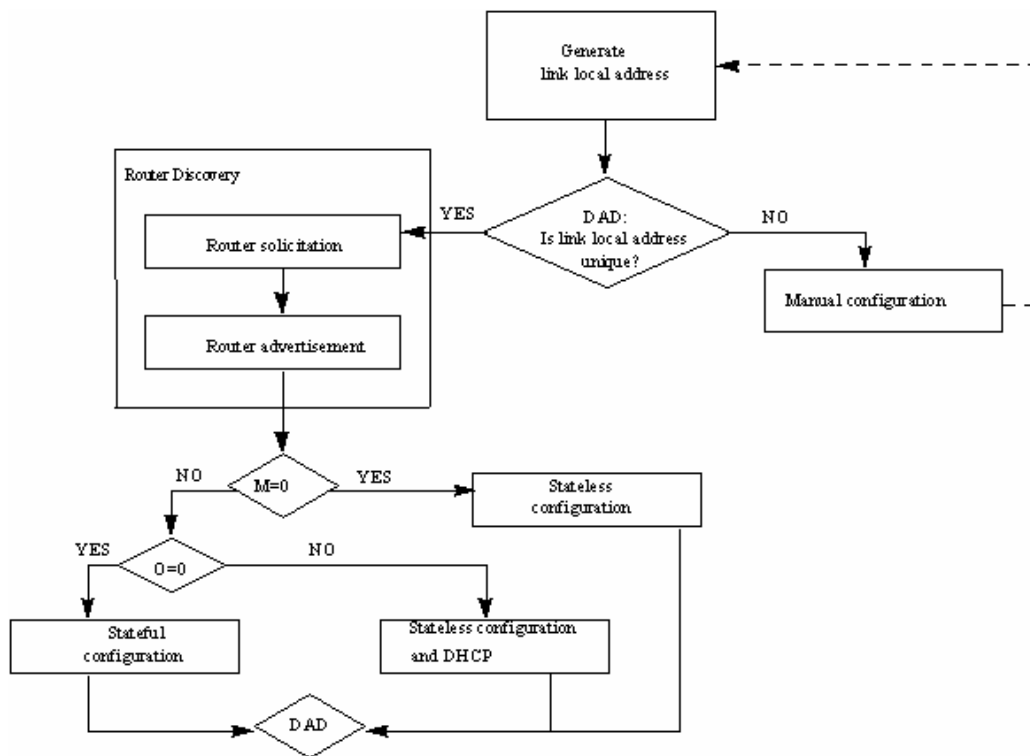 Generate
link local address
Router Discovery
YES
DAD:
Is link local address
unique?
NO
Router solicitation
Manual configuration
Router advertisement
NO
M=0
YES
Stateless
configuration
YES
O=0
NO
Stateful
configuration
Stateless configuration
and DHCP
DAD